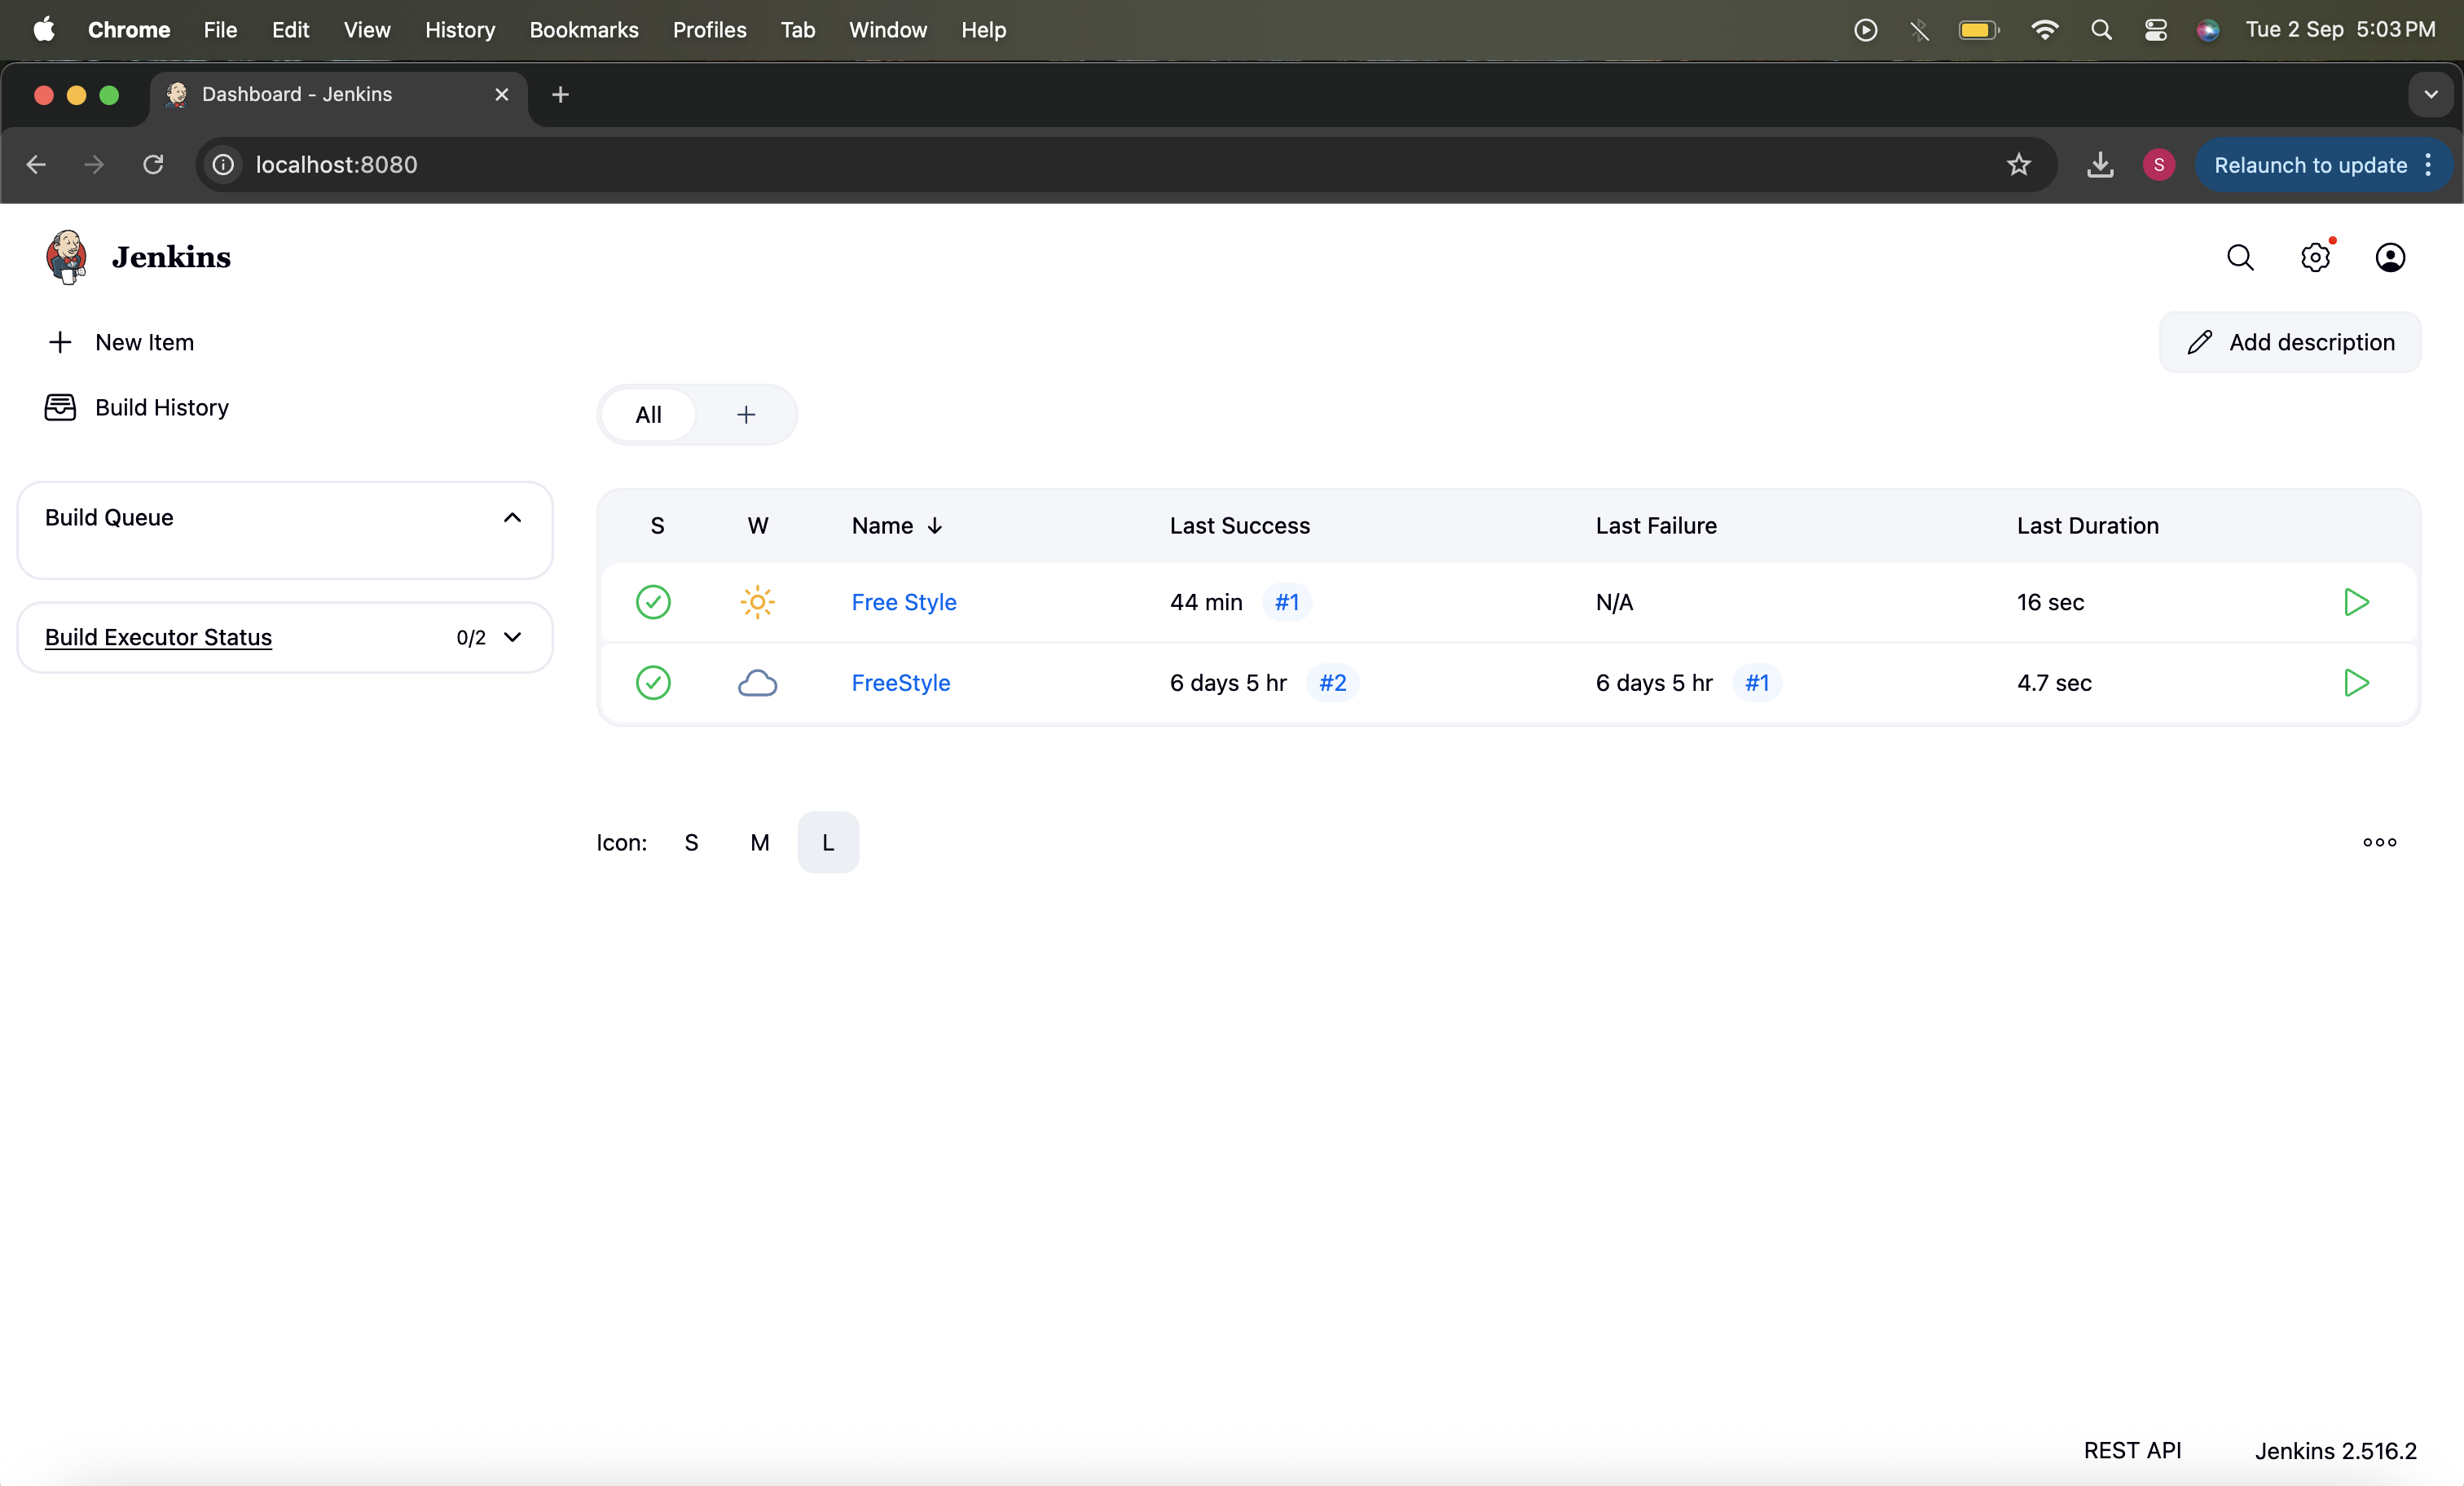 Chrome File Edit View History Bookmarks Profiles Tab Window Help Tue 2 Sep 5:03 PM
Dashboard - Jenkins
localhost:8080 S Relaunch to update
Jenkins
New Item
Add description
Build History
All
Build Queue
Build Executor Status 0/2
S W Name Last Success Last Failure Last Duration
Free Style 44 min #1 N/A 16 sec
FreeStyle 6 days 5 hr #2 6 days 5 hr #1 4.7 sec
Icon: S M L
REST API Jenkins 2.516.2